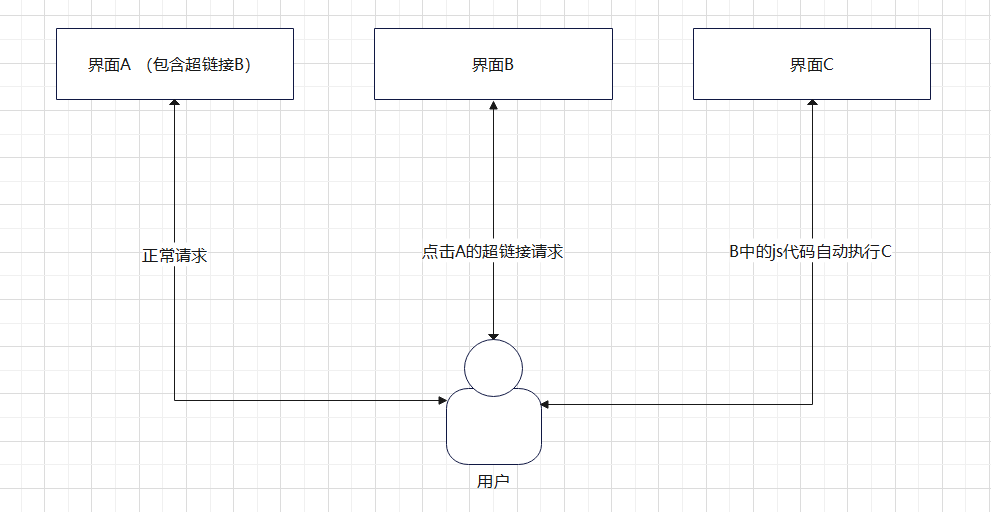 界面A （包含超链接B）
界面B
界面C
正常请求
点击A的超链接请求
B中的js代码自动执行C
用户